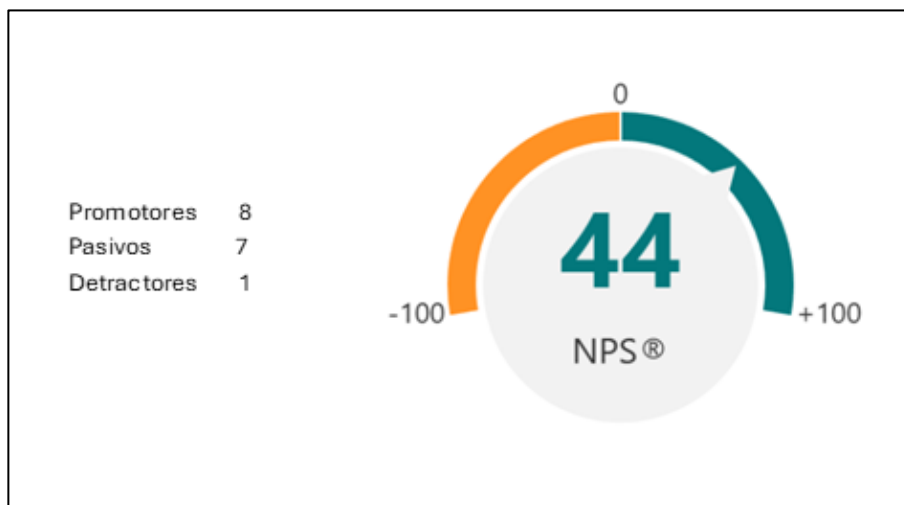 Promotores 8
Pasivos 7
Detractores 1
0
44
NPS®
-100
+100